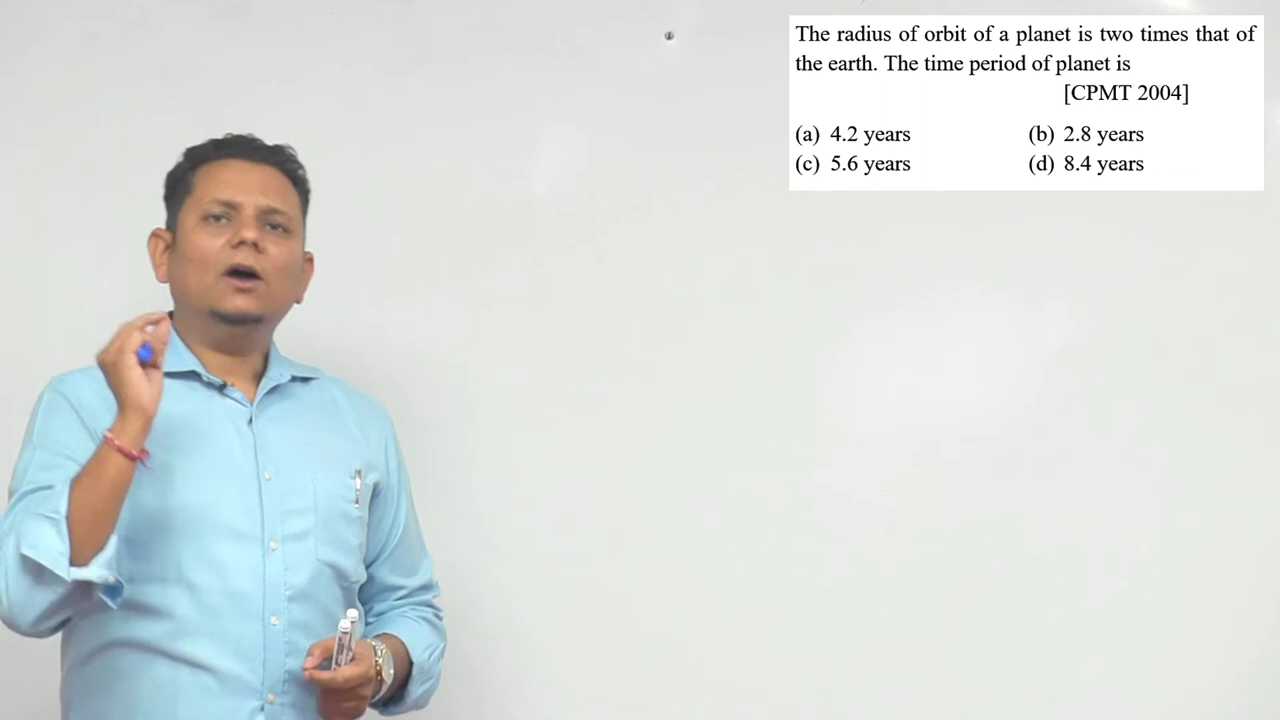 The radius of orbit of a planet is two times that of
the earth. The time period of planet is
[CPMT 2004]
(a) 4.2 years (b) 2.8 years
(c) 5.6 years (d) 8.4 years